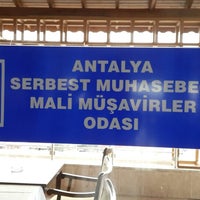 ANTALYA
SERBEST MUHASEBE
MALİ MÜŞAVİRLER
ODASI